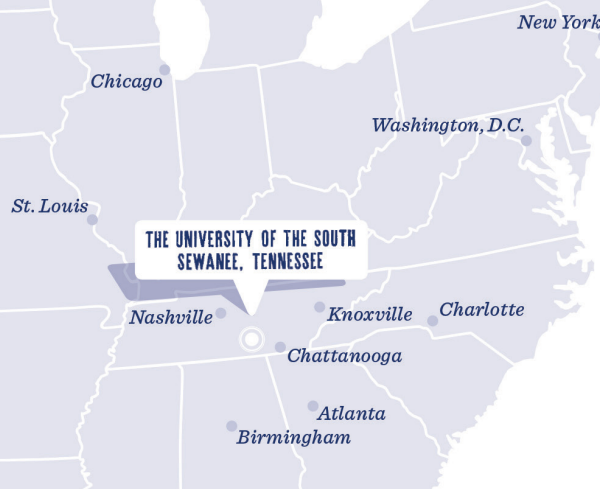 New York
Chicago
Washington, D.C.
St. Louis
THE UNIVERSITY OF THE SOUTH
SEWANEE, TENNESSEE
Nashville
Knoxville
Charlotte
Chattanooga
Atlanta
Birmingham